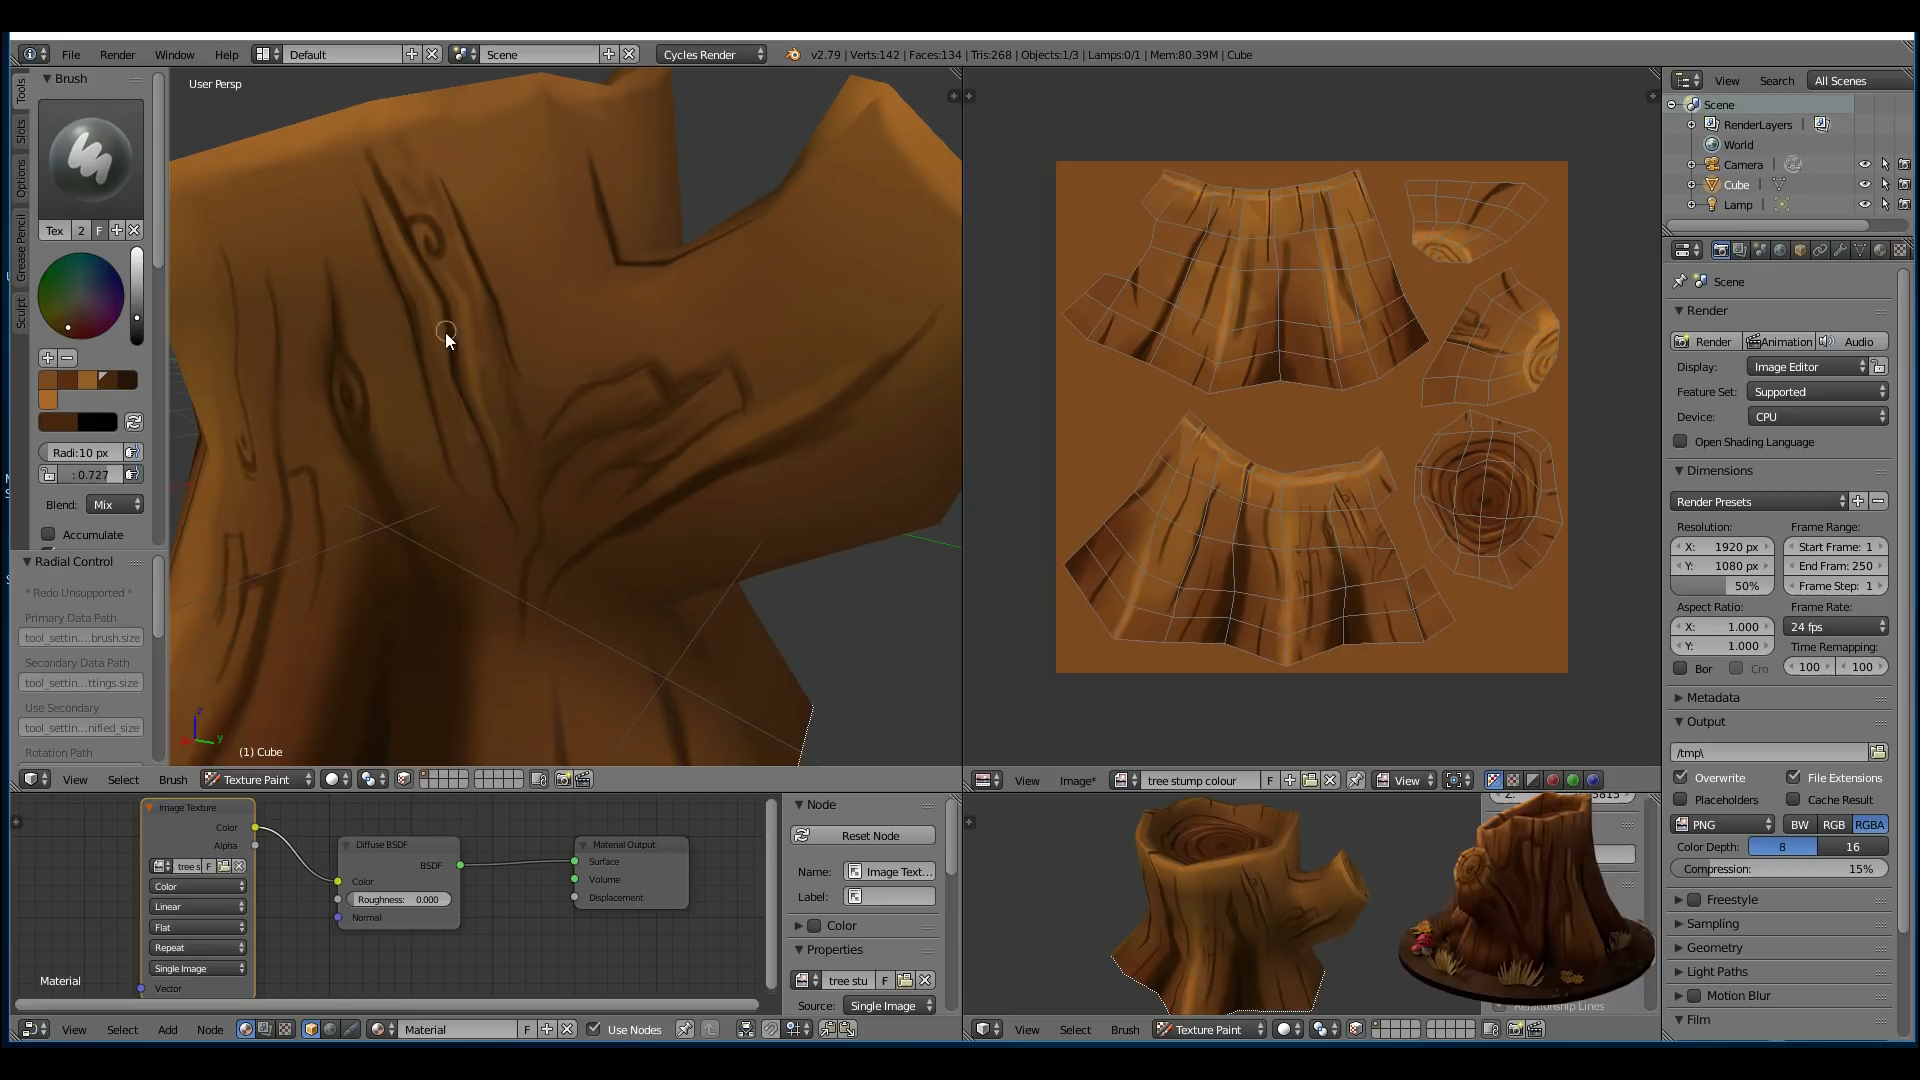 File Render Window Help Default Scene Cycles Render v2.79 | Verts:142 | Faces:134 | Tris:268 | Objects:1/3 | Lamps:0/1 | Mem:80.39M | Cube
Brush
User Persp
Tools
Slots
Options
Grease Pencil
Sculpt
Tex 2 F
Radi:10 px
: 0.727
Blend: Mix
Accumulate
Radial Control
* Redo Unsupported *
Primary Data Path
tool_settin....brush.size
Secondary Data Path
tool_settin...ttings.size
Use Secondary
tool_settin...nified_size
Rotation Path
z
y
(1) Cube
View Select Brush Texture Paint
View Image* tree stump colour F View
Image Texture
Color
Alpha
tree s F
Color
Linear
Flat
Repeat
Single Image
Vector
Diffuse BSDF
BSDF
Color
Roughness: 0.000
Normal
Material Output
Surface
Volume
Displacement
Material
Node
Reset Node
Name: Image Text...
Label:
Color
Properties
tree stu F
Source: Single Image
View Select Add Node Material F Use Nodes
Relationship Lines
View Select Brush Texture Paint
View Search All Scenes
Scene
RenderLayers
World
Camera
Cube
Lamp
Scene
Render
Render Animation Audio
Display: Image Editor
Feature Set: Supported
Device: CPU
Open Shading Language
Dimensions
Render Presets
Resolution: Frame Range:
X: 1920 px Start Frame: 1
Y: 1080 px End Fram: 250
50% Frame Step: 1
Aspect Ratio: Frame Rate:
X: 1.000 24 fps
Y: 1.000 Time Remapping:
Bor Cro 100 100
Metadata
Output
/tmp\
Overwrite File Extensions
Placeholders Cache Result
PNG BW RGB RGBA
Color Depth: 8 16
Compression: 15%
Freestyle
Sampling
Geometry
Light Paths
Motion Blur
Film